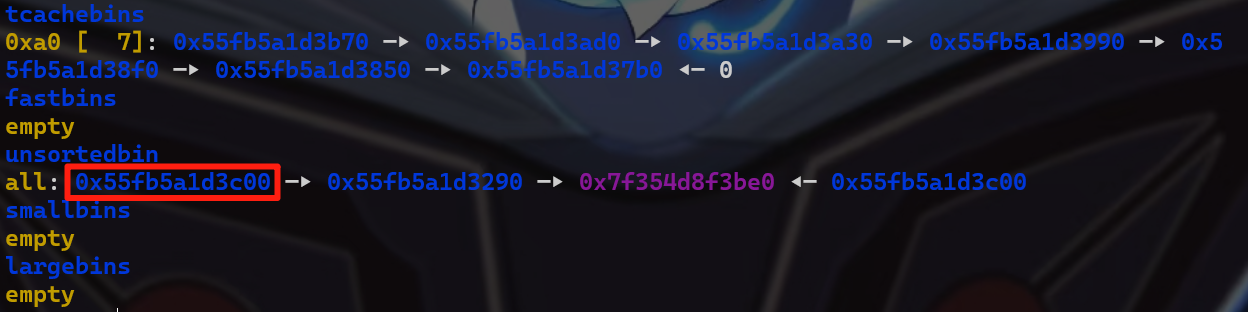 tcachebins
0xa0 [  7]: 0x55fb5a1d3b70 —▸ 0x55fb5a1d3ad0 —▸ 0x55fb5a1d3a30 —▸ 0x55fb5a1d3990 —▸ 0x5
5fb5a1d38f0 —▸ 0x55fb5a1d3850 —▸ 0x55fb5a1d37b0 ◂— 0
fastbins
empty
unsortedbin
all: 0x55fb5a1d3c00 —▸ 0x55fb5a1d3290 —▸ 0x7f354d8f3be0 ◂— 0x55fb5a1d3c00
smallbins
empty
largebins
empty